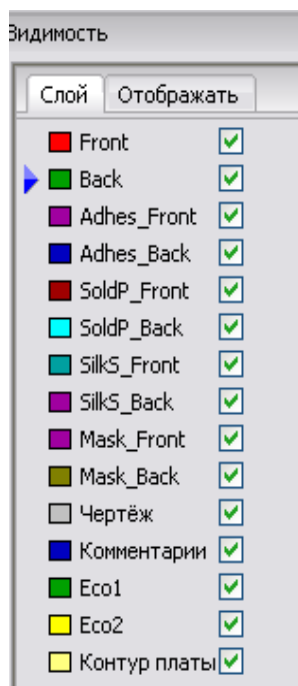 Видимость
Слой Отображать
Front
Back
Adhes_Front
Adhes_Back
SoldP_Front
SoldP_Back
SilkS_Front
SilkS_Back
Mask_Front
Mask_Back
Чертёж
Комментарии
Eco1
Eco2
Контур платы